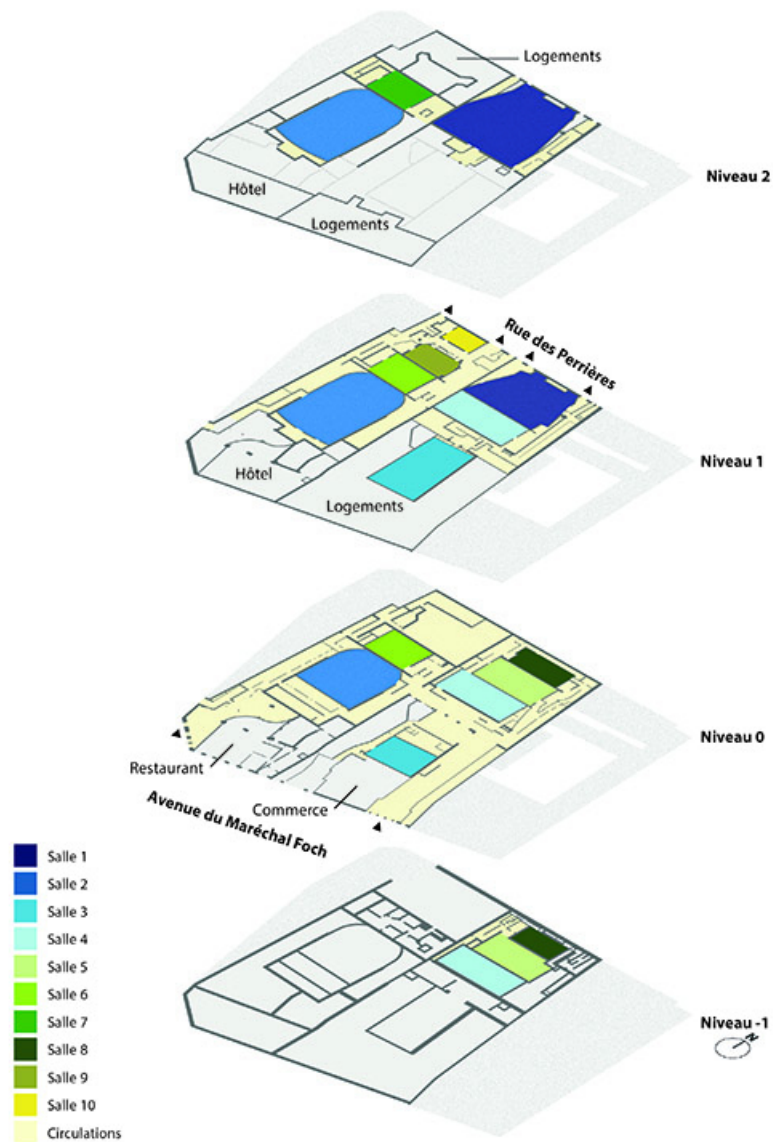 Logements
Niveau 2
Hôtel
Logements
Rue des Perrières
Niveau 1
Hôtel
Logements
Niveau 0
Restaurant
Commerce
Avenue du Maréchal Foch
Salle 1
Salle 2
Salle 3
Salle 4
Salle 5
Salle 6
Salle 7
Salle 8
Salle 9
Salle 10
Circulations
Niveau -1
N